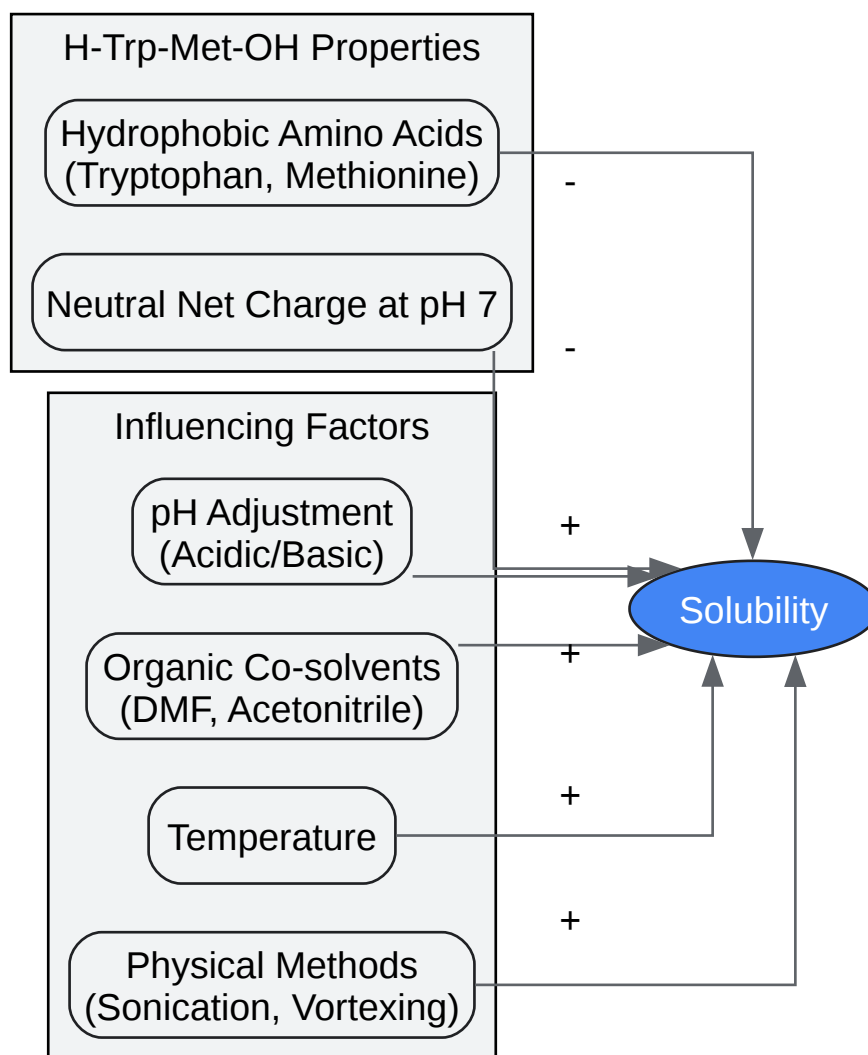 H-Trp-Met-OH Properties
Hydrophobic Amino Acids
(Tryptophan, Methionine)
-
Neutral Net Charge at pH 7
-
Influencing Factors
pH Adjustment
(Acidic/Basic)
+
Solubility
Organic Co-solvents
(DMF, Acetonitrile)
+
Temperature
+
Physical Methods
(Sonication, Vortexing)
+